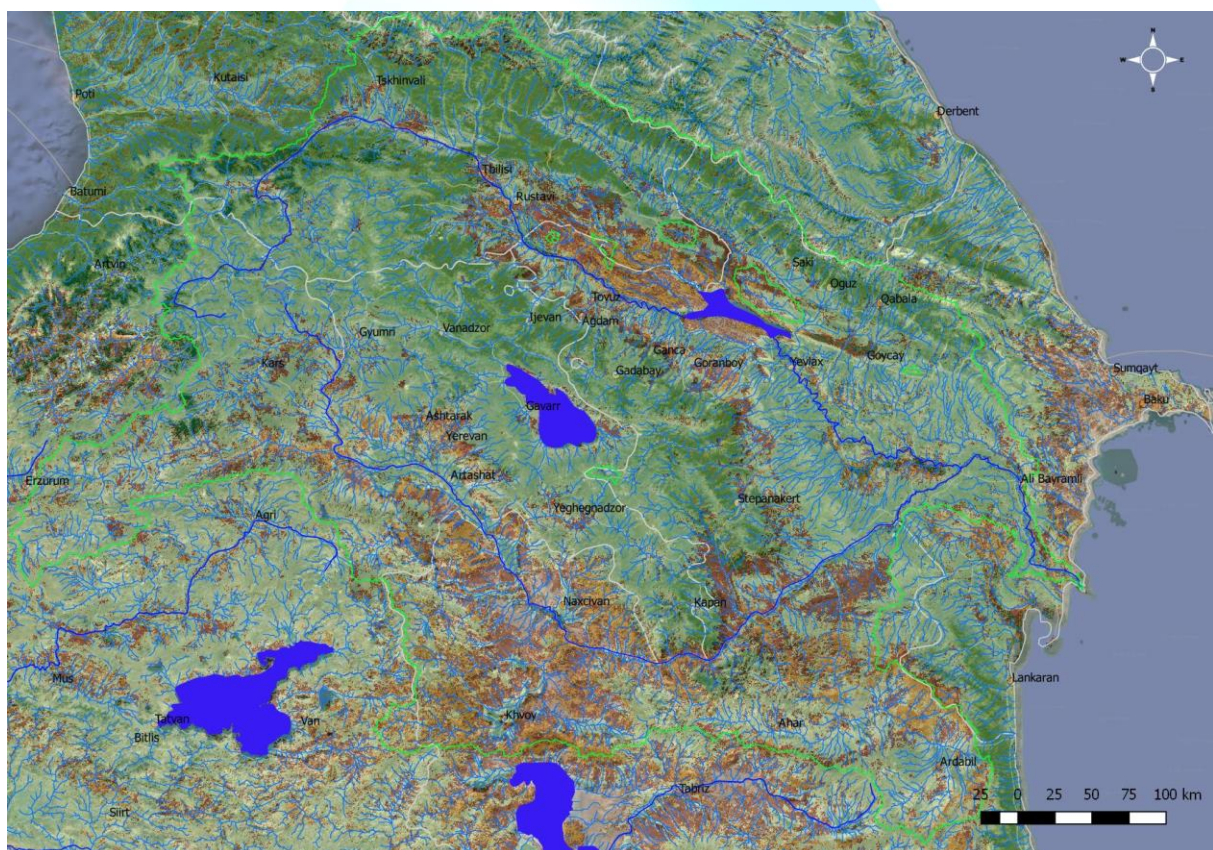 N
W E
S
Kutaisi
Tskhinvali
Poti
Derbent
Tbilisi
Batumi
Rustavi
Artvin
Saki
Oguz
Qabala
Tovuz
Ijevan
Agdam
Gyumri
Vanadzor
Ganca
Goranboy
Yevlax
Goycay
Kars
Gadabay
Sumqayt
Gavarr
Baku
Ashtarak
Yerevan
Artashat
Erzurum
Ali Bayramli
Stepanakert
Yeghegnadzor
Agri
Naxcivan
Kapan
Mus
Lankaran
Tatvan
Van
Khvoy
Ahar
Bitlis
Ardabil
Tabriz
25 0 25 50 75 100 km
Siirt